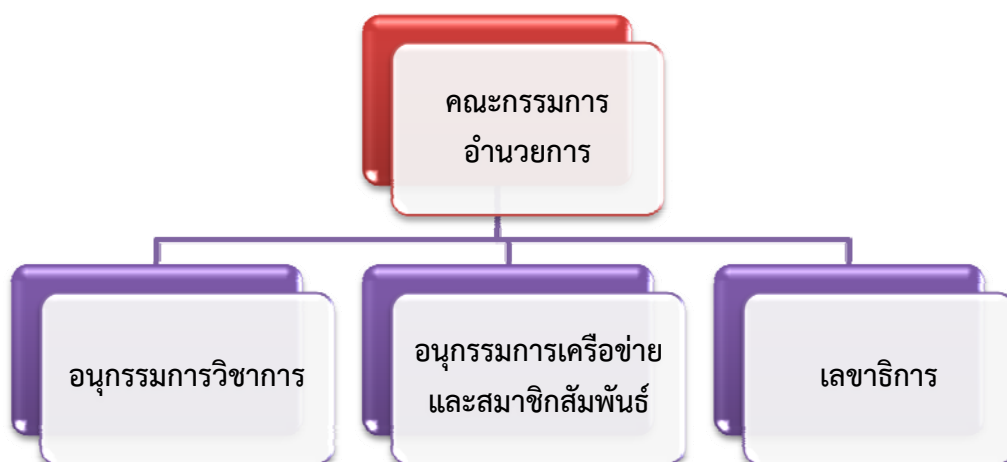 คณะกรรมการ
อำนวยการ
อนุกรรมการวิชาการ
อนุกรรมการเครือข่าย
และสมาชิกสัมพันธ์
เลขาธิการ